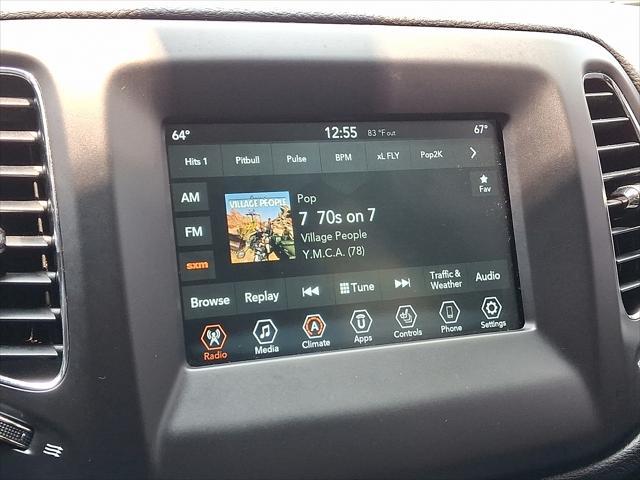 64° 12:55 83 °F out 67°
Hits 1 Pitbull Pulse BPM xL FLY Pop2K
AM
FM
sxm
VILLAGE PEOPLE
Pop
7 70s on 7
Village People
Y.M.C.A. (78)
Fav
Browse Replay Tune Traffic & Weather Audio
Radio Media Climate Apps Controls Phone Settings
A
U